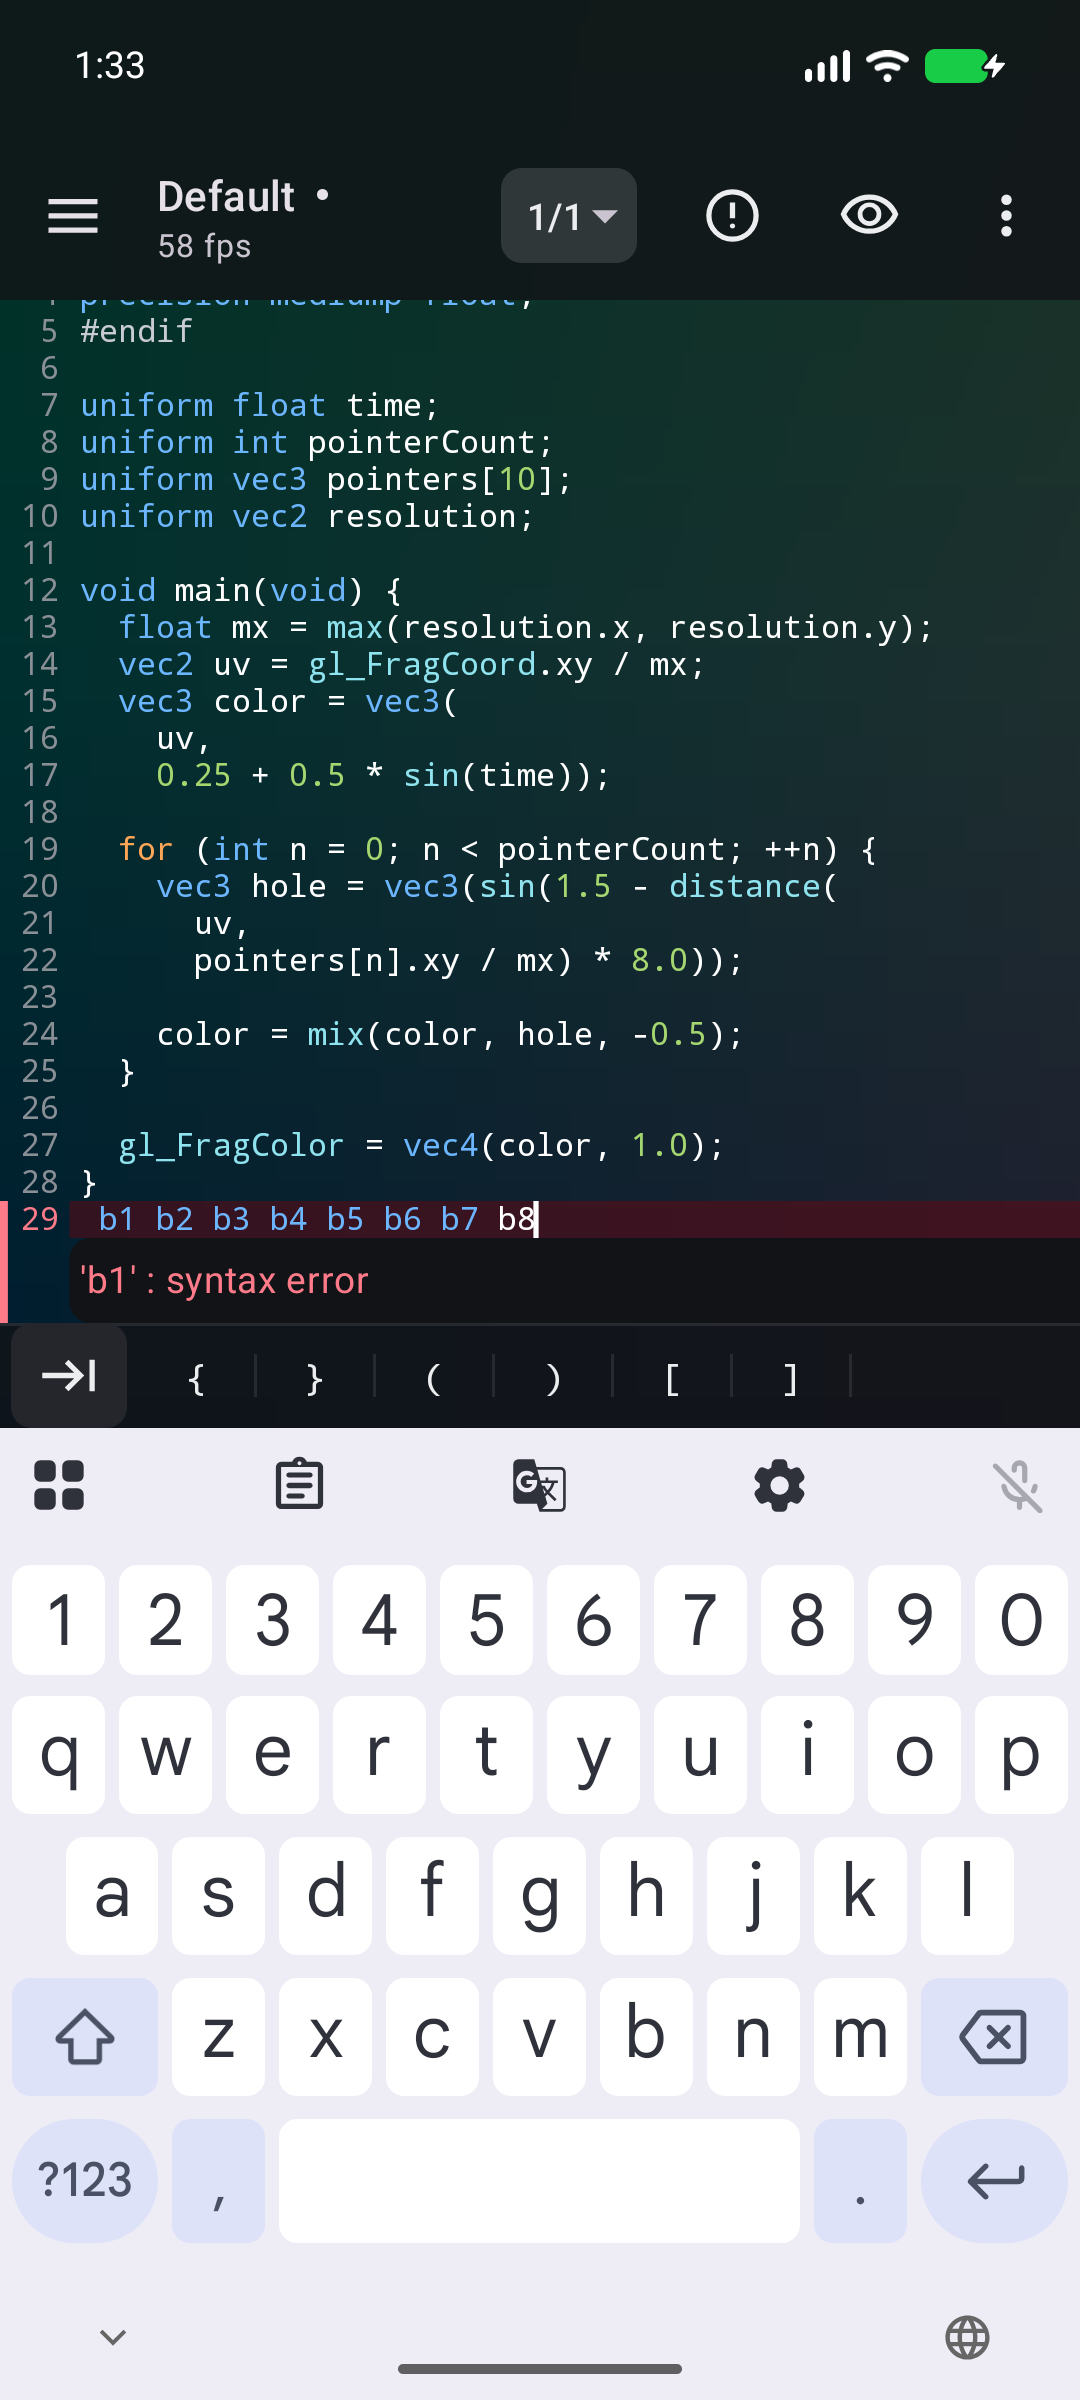 1:33
Default •
58 fps
1/1
4 precision mediump float;
5 #endif
6
7 uniform float time;
8 uniform int pointerCount;
9 uniform vec3 pointers[10];
10 uniform vec2 resolution;
11
12 void main(void) {
13   float mx = max(resolution.x, resolution.y);
14   vec2 uv = gl_FragCoord.xy / mx;
15   vec3 color = vec3(
16     uv,
17     0.25 + 0.5 * sin(time));
18
19   for (int n = 0; n < pointerCount; ++n) {
20     vec3 hole = vec3(sin(1.5 - distance(
21       uv,
22       pointers[n].xy / mx) * 8.0));
23
24     color = mix(color, hole, -0.5);
25   }
26
27   gl_FragColor = vec4(color, 1.0);
28 }
29  b1 b2 b3 b4 b5 b6 b7 b8
'b1' : syntax error
{ } ( ) [ ]
1 2 3 4 5 6 7 8 9 0
q w e r t y u i o p
a s d f g h j k l
z x c v b n m
?123 , .